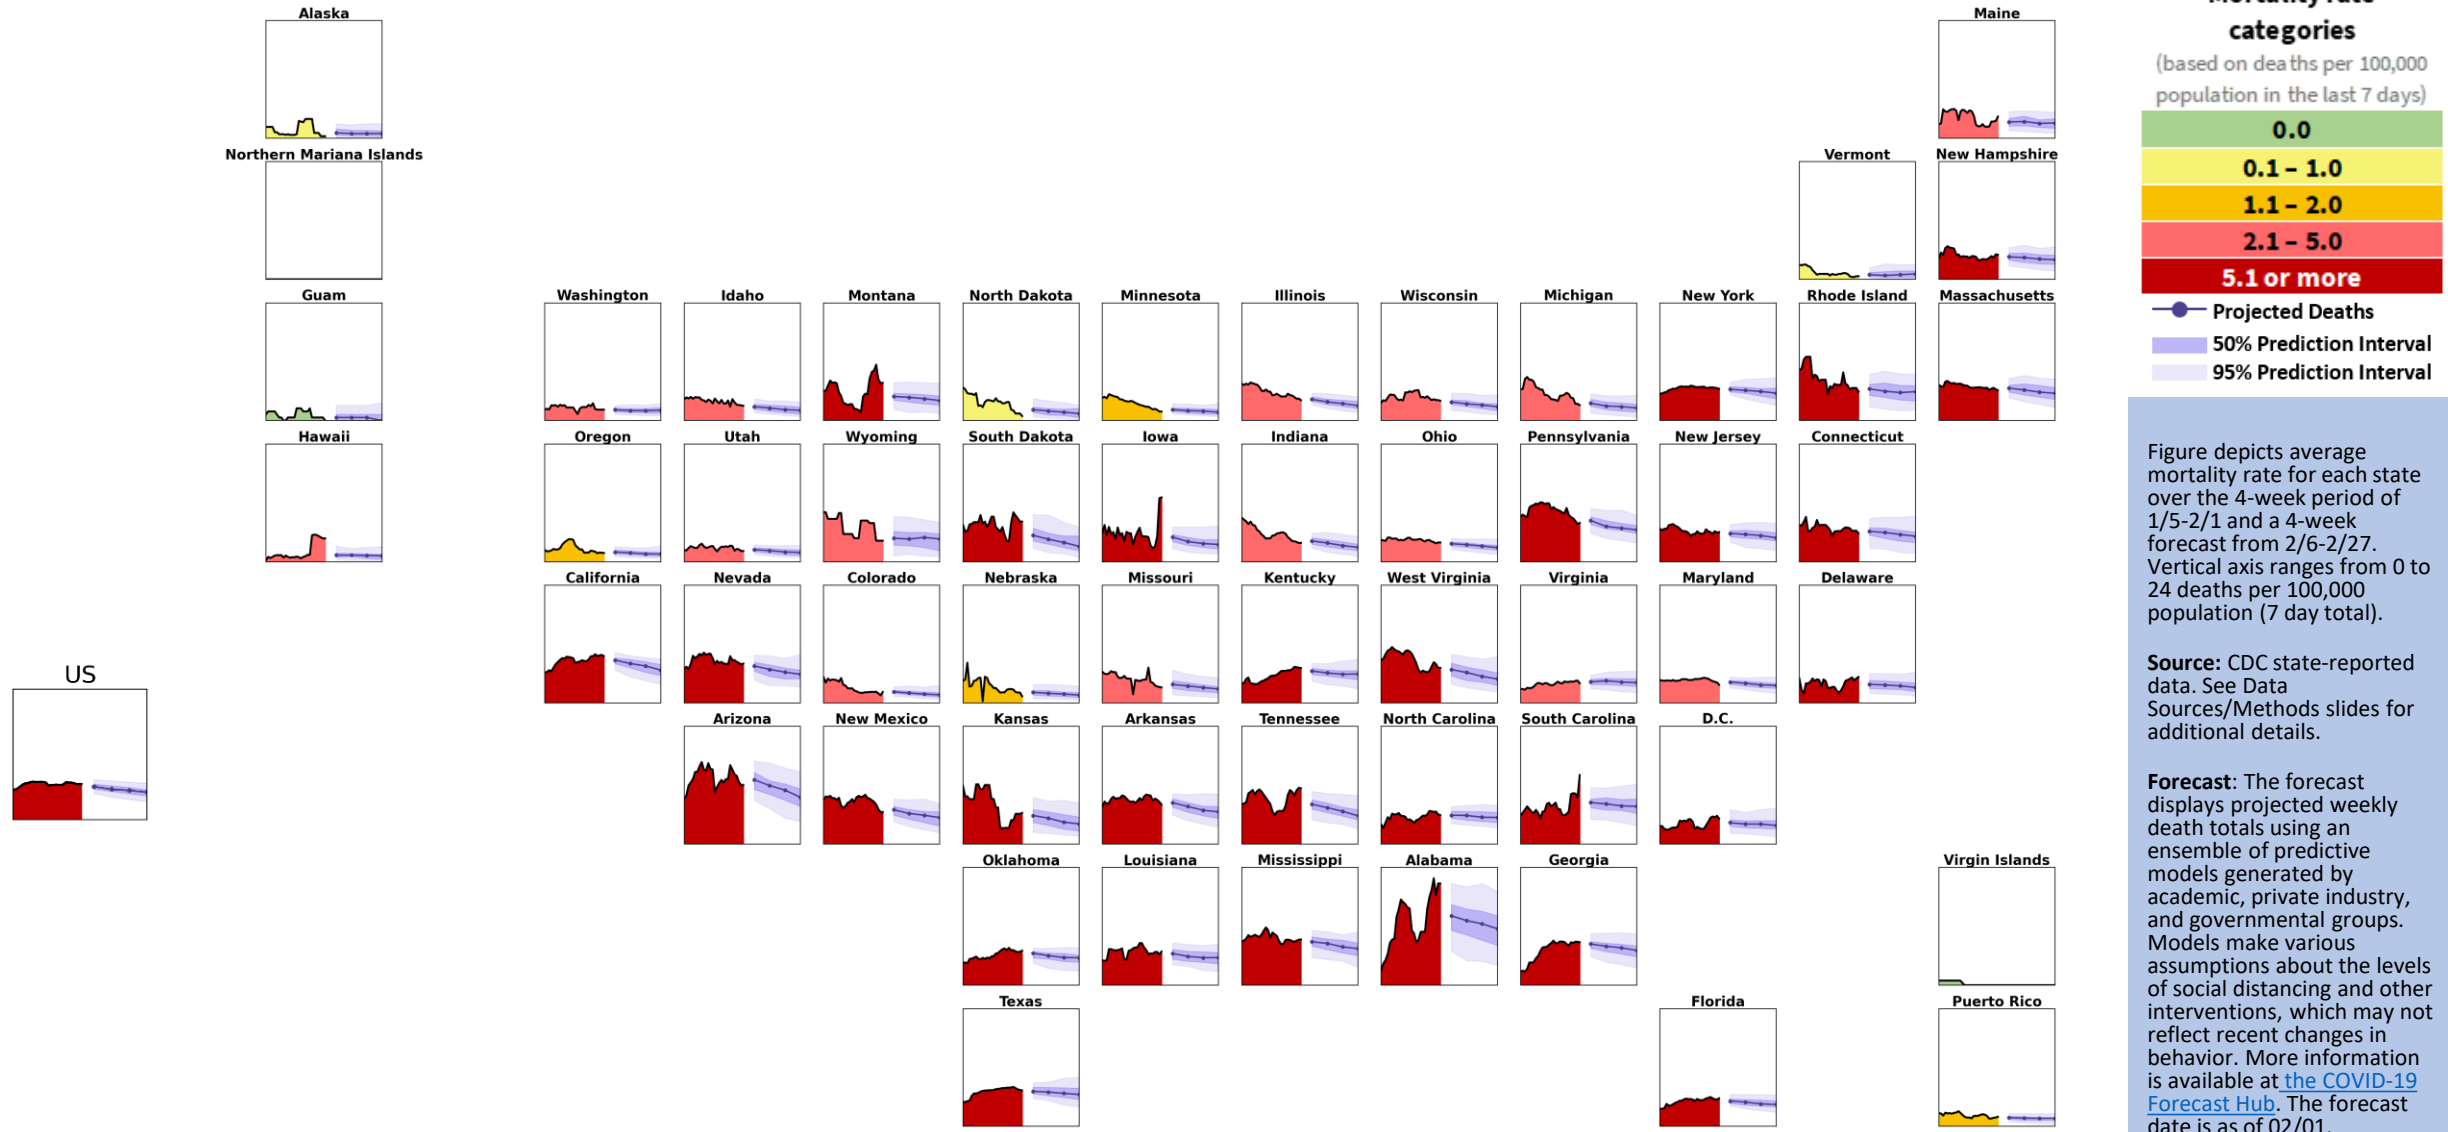 Alaska
Maine
Northern Mariana Islands
Vermont
New Hampshire
Guam
Washington
Idaho
Montana
North Dakota
Minnesota
Illinois
Wisconsin
Michigan
New York
Rhode Island
Massachusetts
Hawaii
Oregon
Utah
Wyoming
South Dakota
Iowa
Indiana
Ohio
Pennsylvania
New Jersey
Connecticut
California
Nevada
Colorado
Nebraska
Missouri
Kentucky
West Virginia
Virginia
Maryland
Delaware
US
Arizona
New Mexico
Kansas
Arkansas
Tennessee
North Carolina
South Carolina
D.C.
Oklahoma
Louisiana
Mississippi
Alabama
Georgia
Virgin Islands
Texas
Florida
Puerto Rico
Mortality rate
categories
(based on deaths per 100,000
population in the last 7 days)
0.0
0.1 – 1.0
1.1 – 2.0
2.1 – 5.0
5.1 or more
Projected Deaths
50% Prediction Interval
95% Prediction Interval
Figure depicts average
mortality rate for each state
over the 4-week period of
1/5-2/1 and a 4-week
forecast from 2/6-2/27.
Vertical axis ranges from 0 to
24 deaths per 100,000
population (7 day total).
Source: CDC state-reported
data. See Data
Sources/Methods slides for
additional details.
Forecast: The forecast
displays projected weekly
death totals using an
ensemble of predictive
models generated by
academic, private industry,
and governmental groups.
Models make various
assumptions about the levels
of social distancing and other
interventions, which may not
reflect recent changes in
behavior. More information
is available at the COVID-19
Forecast Hub. The forecast
date is as of 02/01.